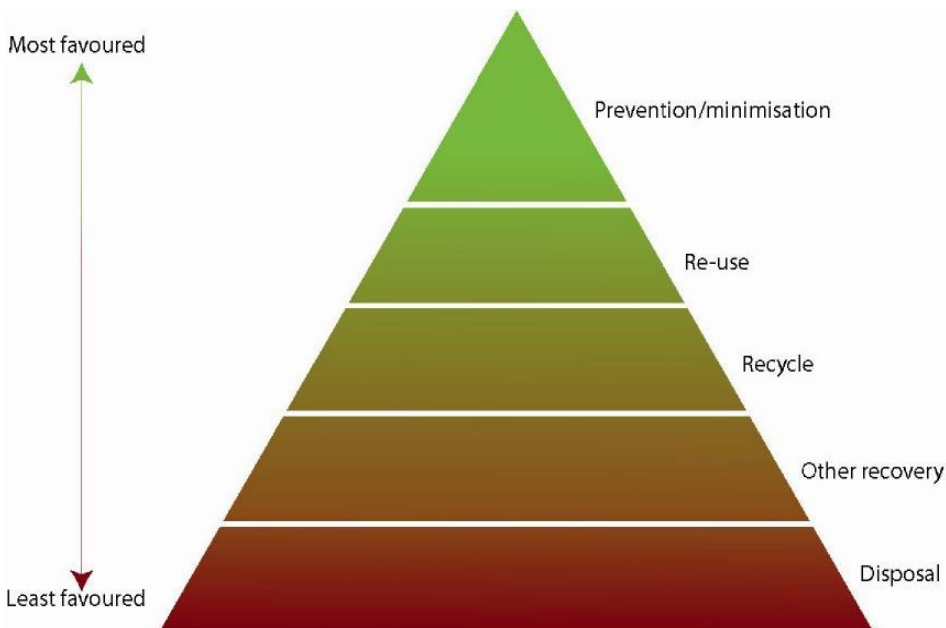 Most favoured
Prevention/minimisation
Re-use
Recycle
Other recovery
Disposal
Least favoured